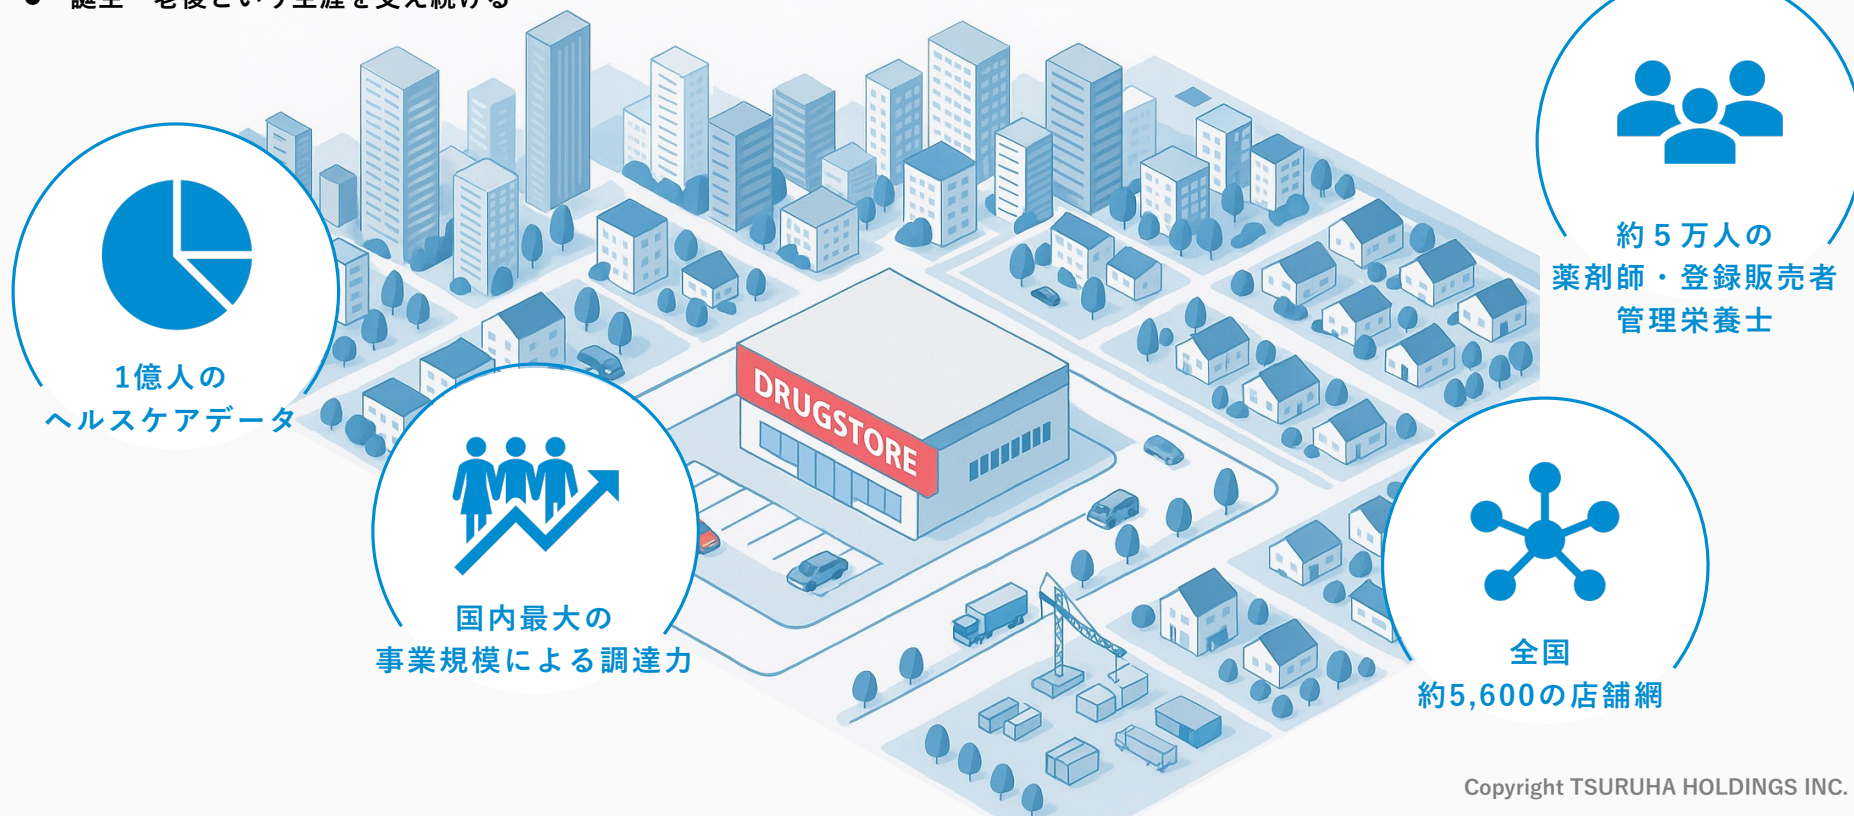 約５万人の
薬剤師・登録販売者
管理栄養士
1億人の
ヘルスケアデータ
DRUGSTORE
国内最大の
事業規模による調達力
全国
約5,600の店舗網
Copyright TSURUHA HOLDINGS INC.